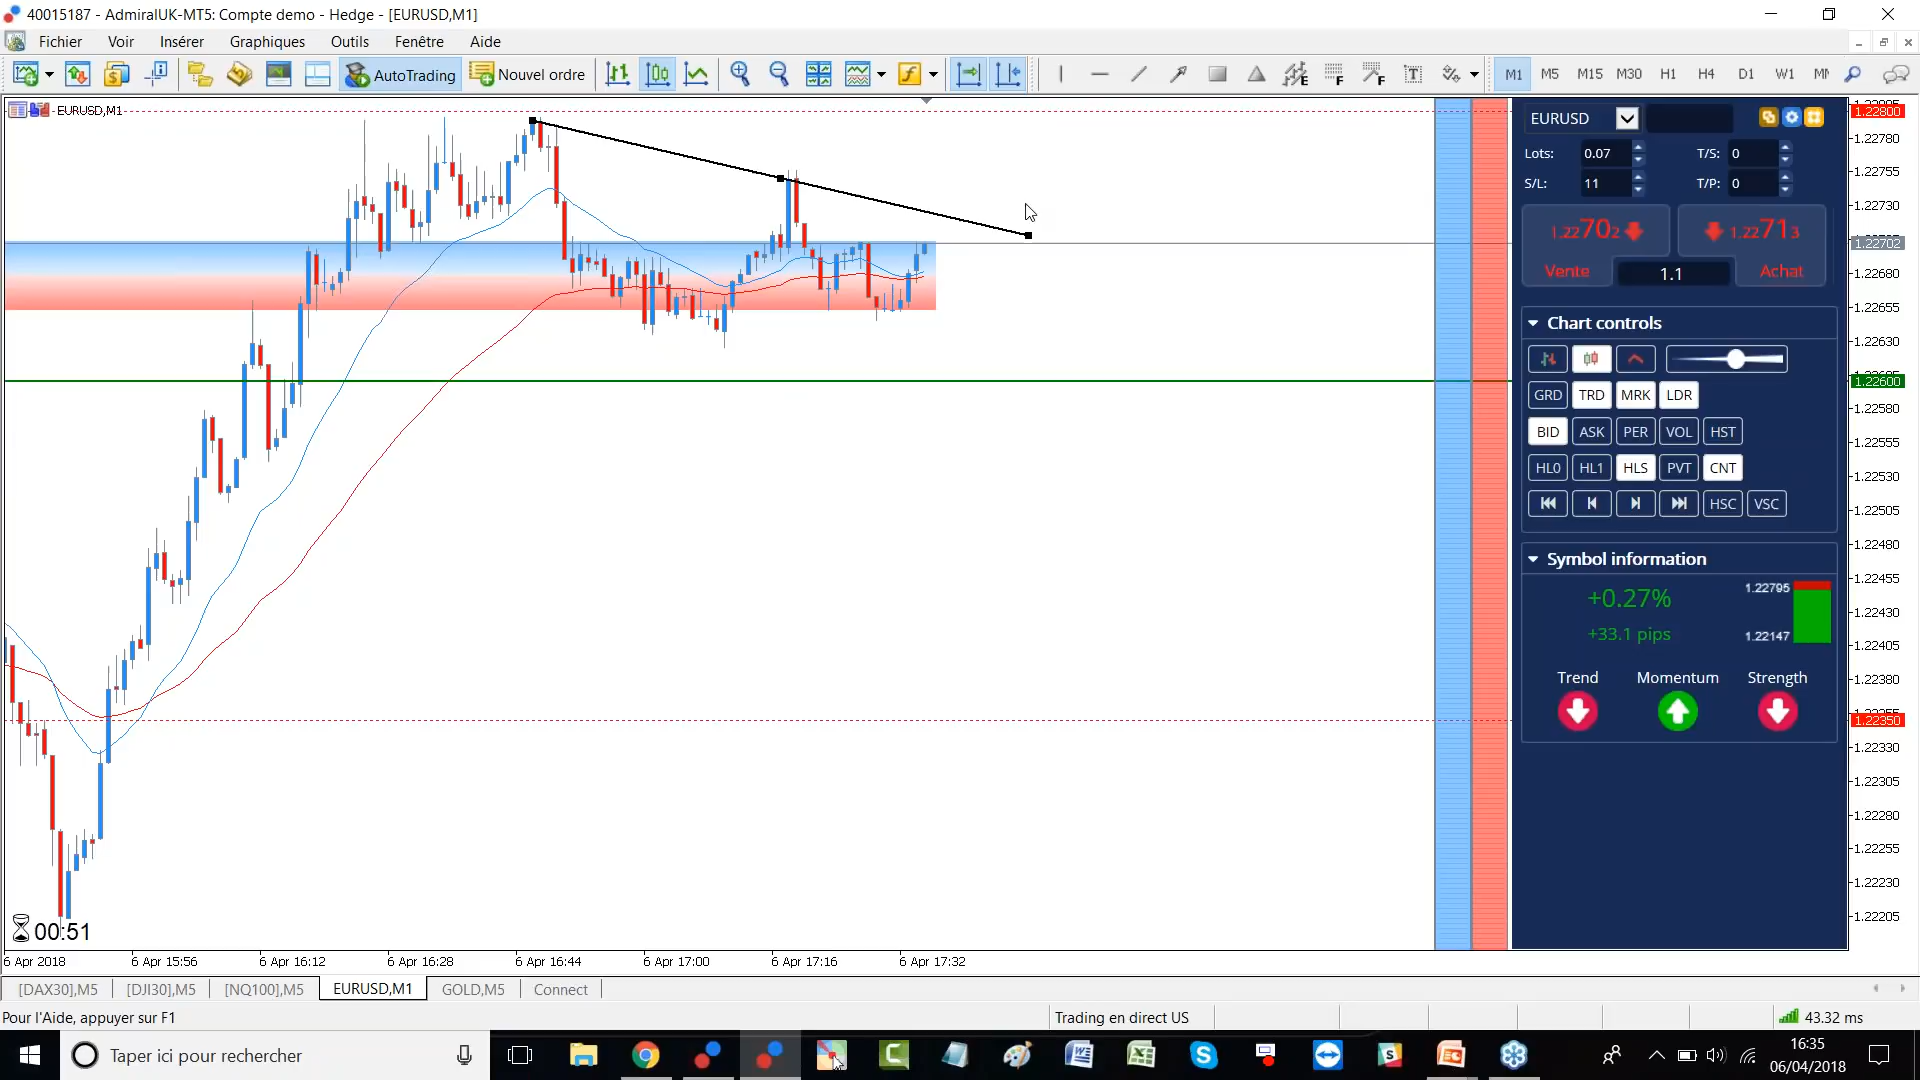 40015187 - AdmiralUK-MT5: Compte demo - Hedge - [EURUSD,M1]
Fichier Voir Insérer Graphiques Outils Fenêtre Aide
AutoTrading Nouvel ordre M1 M5 M15 M30 H1 H4 D1 W1
EURUSD,M1
EURUSD
Lots: 0.07 T/S: 0
S/L: 11 T/P: 0
1.22702 1.22713
Vente 1.1 Achat
Chart controls
GRD TRD MRK LDR
BID ASK PER VOL HST
HL0 HL1 HLS PVT CNT
HSC VSC
Symbol information
+0.27% 1.22795
+33.1 pips 1.22147
Trend Momentum Strength
1.22800
1.22780
1.22755
1.22730
1.22702
1.22680
1.22655
1.22630
1.22600
1.22580
1.22555
1.22530
1.22505
1.22480
1.22455
1.22430
1.22405
1.22380
1.22350
1.22330
1.22305
1.22280
1.22255
1.22230
1.22205
00:51
6 Apr 2018 6 Apr 15:56 6 Apr 16:12 6 Apr 16:28 6 Apr 16:44 6 Apr 17:00 6 Apr 17:16 6 Apr 17:32
[DAX30],M5 [DJI30],M5 [NQ100],M5 EURUSD,M1 GOLD,M5 Connect
Pour l'Aide, appuyer sur F1 Trading en direct US 43.32 ms
Taper ici pour rechercher 16:35
06/04/2018